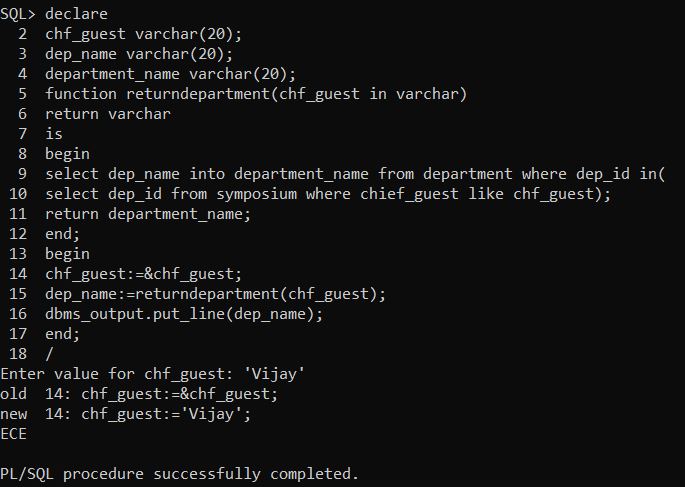 SQL> declare
  2  chf_guest varchar(20);
  3  dep_name varchar(20);
  4  department_name varchar(20);
  5  function returndepartment(chf_guest in varchar)
  6  return varchar
  7  is
  8  begin
  9  select dep_name into department_name from department where dep_id in(
 10  select dep_id from symposium where chief_guest like chf_guest);
 11  return department_name;
 12  end;
 13  begin
 14  chf_guest:=&chf_guest;
 15  dep_name:=returndepartment(chf_guest);
 16  dbms_output.put_line(dep_name);
 17  end;
 18  /
Enter value for chf_guest: 'Vijay'
old  14: chf_guest:=&chf_guest;
new  14: chf_guest:='Vijay';
ECE

PL/SQL procedure successfully completed.